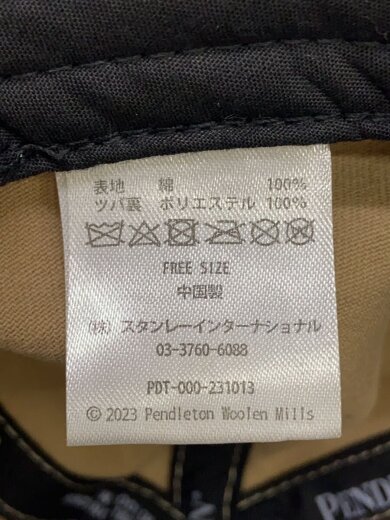 表地 綿 100%
ツバ裏 ポリエステル 100%
FREE SIZE
中国製
(株) スタンレーインターナショナル
03-3760-6088
PDT-000-231013
© 2023 Pendleton Woolen Mills
PEND